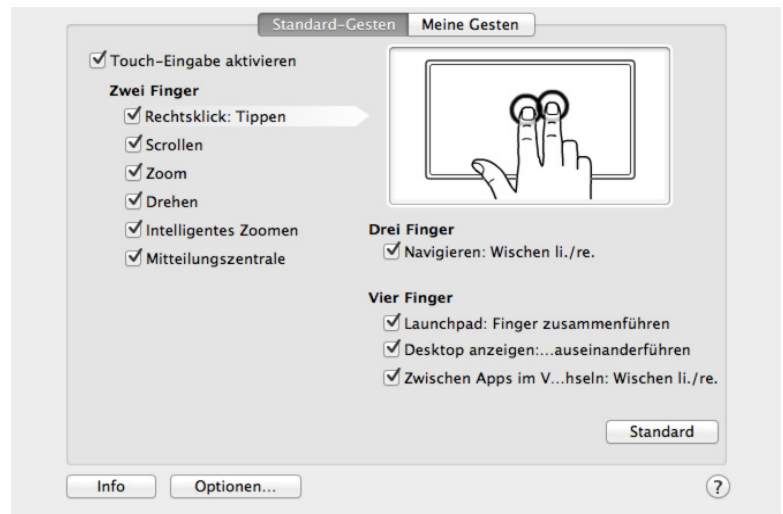 Standard-Gesten
Meine Gesten
Touch-Eingabe aktivieren
Zwei Finger
Rechtsklick: Tippen
Scrollen
Zoom
Drehen
Intelligentes Zoomen
Mitteilungszentrale
Drei Finger
Navigieren: Wischen li./re.
Vier Finger
Launchpad: Finger zusammenführen
Desktop anzeigen:...auseinanderführen
Zwischen Apps im V...hseln: Wischen li./re.
Standard
Info
Optionen...
?